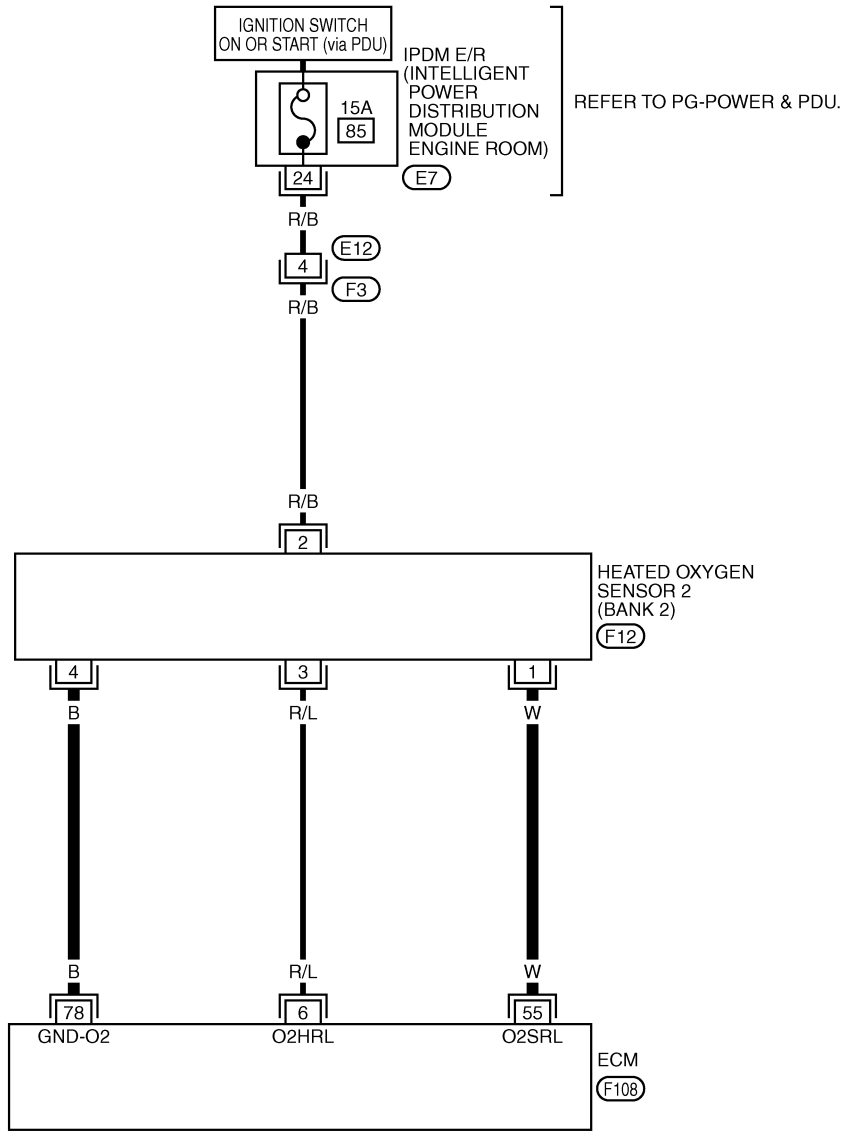 IGNITION SWITCH
ON OR START (via PDU)
IPDM E/R
(INTELLIGENT
POWER
DISTRIBUTION
MODULE
ENGINE ROOM)
REFER TO PG-POWER & PDU.
15A
85
24
E7
R/B
E12
4
F3
R/B
R/B
2
HEATED OXYGEN
SENSOR 2
(BANK 2)
F12
4 3 1
B R/L W
B R/L W
78 6 55
GND-O2 O2HRL O2SRL
ECM
F108